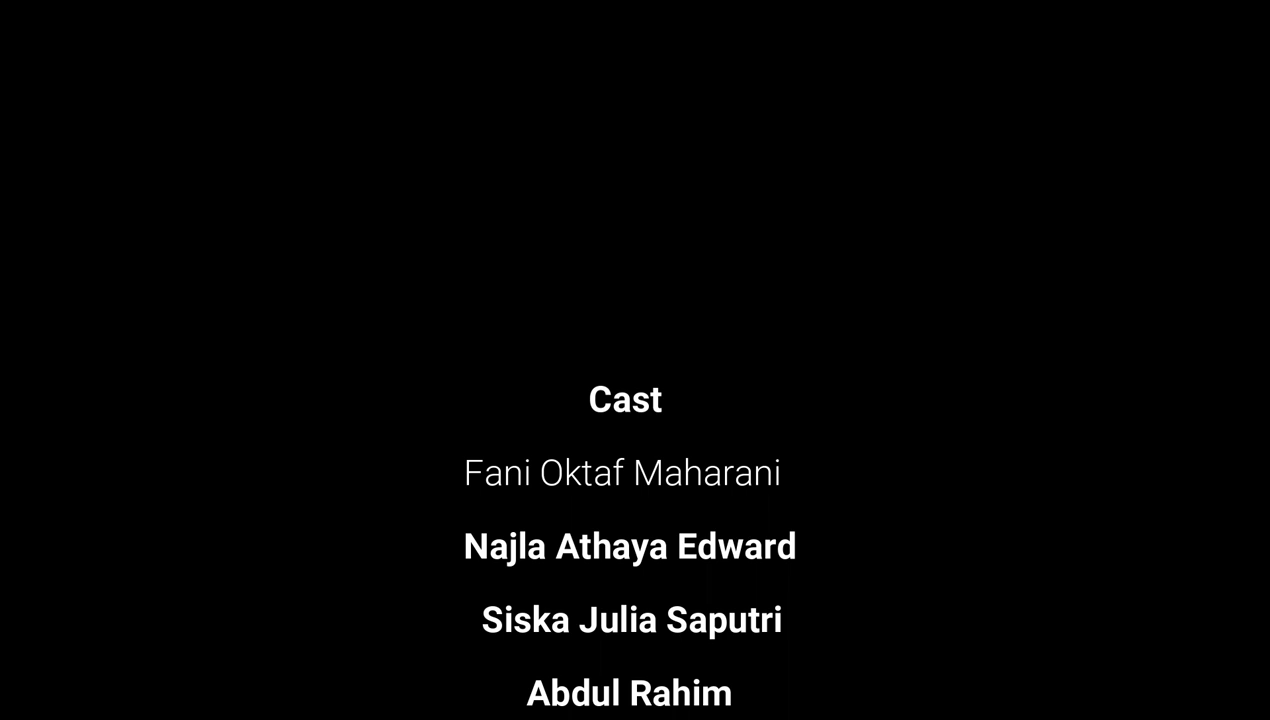 Cast
Fani Oktaf Maharani
Najla Athaya Edward
Siska Julia Saputri
Abdul Rahim